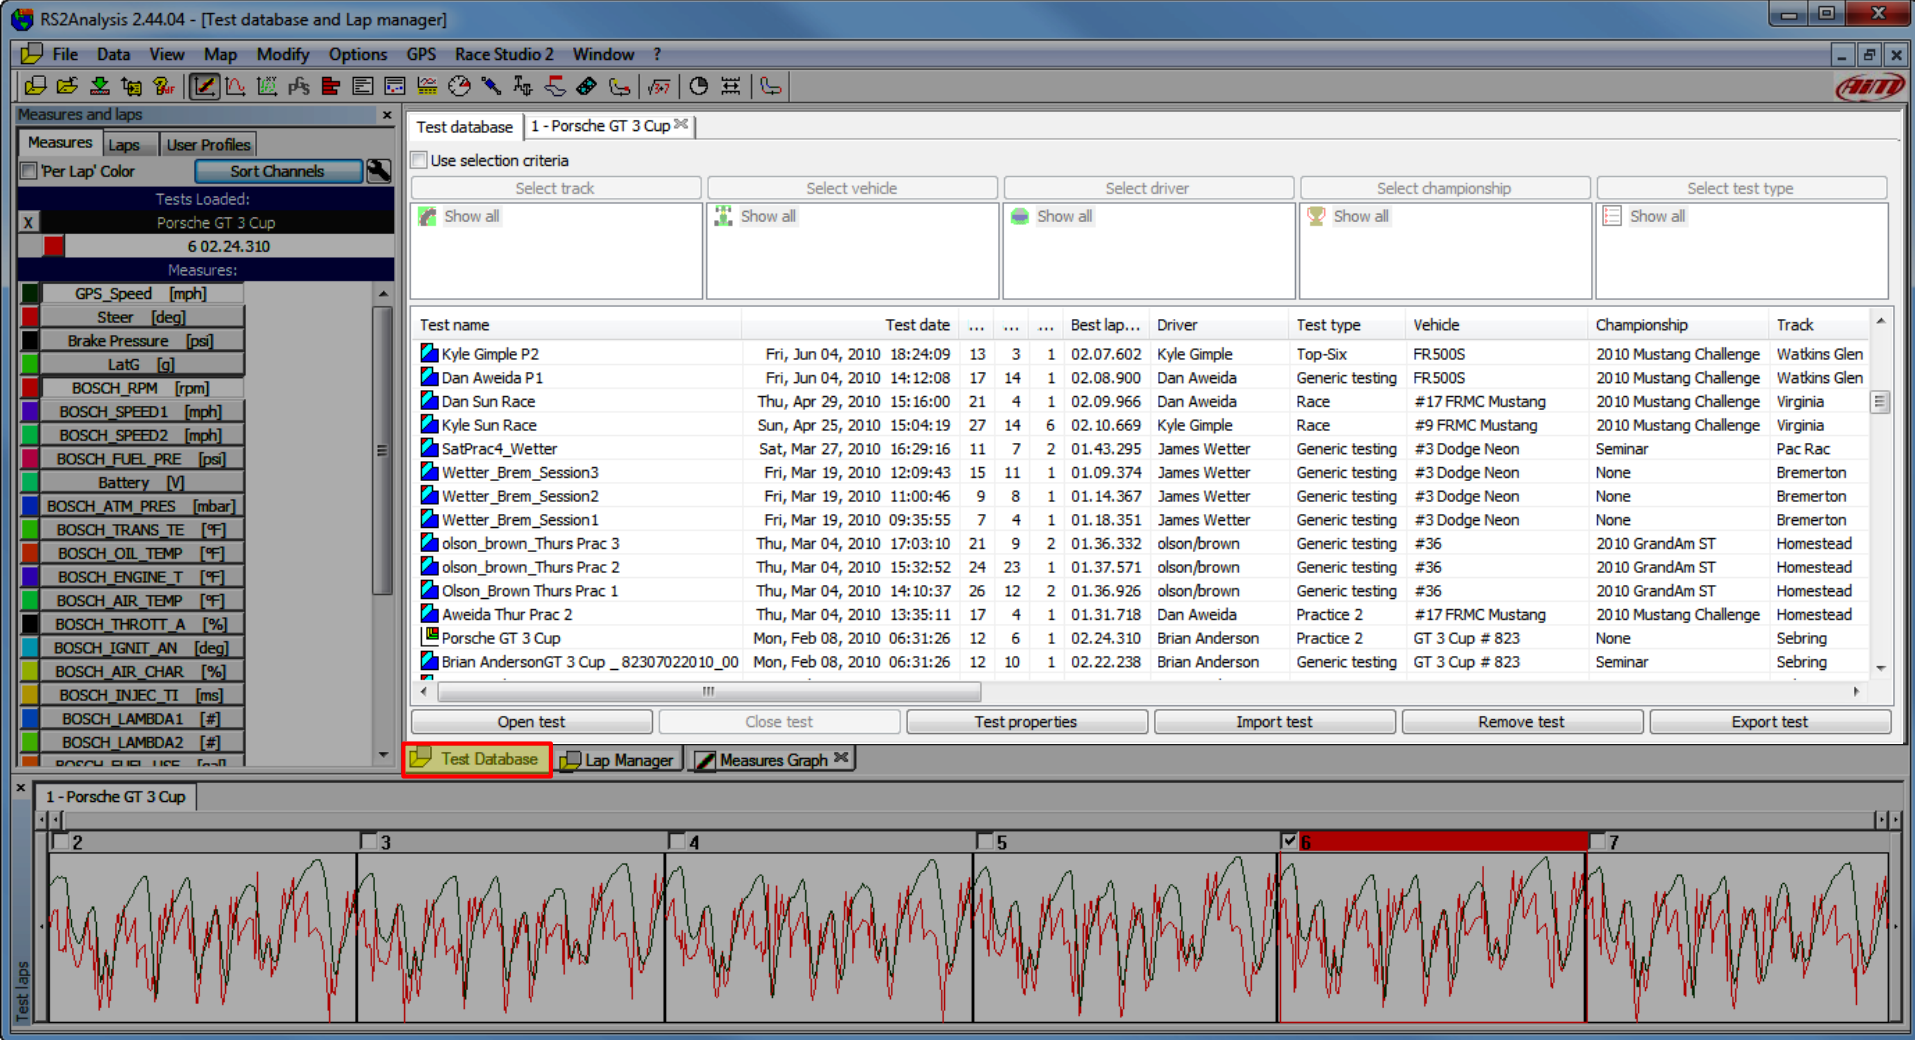 RS2Analysis 2.44.04 - [Test database and Lap manager]
File Data View Map Modify Options GPS Race Studio 2 Window ?
AiM
Measures and laps
Measures Laps User Profiles
'Per Lap' Color Sort Channels
Tests Loaded:
X Porsche GT 3 Cup
6 02.24.310
Measures:
GPS_Speed [mph]
Steer [deg]
Brake Pressure [psi]
LatG [g]
BOSCH_RPM [rpm]
BOSCH_SPEED1 [mph]
BOSCH_SPEED2 [mph]
BOSCH_FUEL_PRE [psi]
Battery [V]
BOSCH_ATM_PRES [mbar]
BOSCH_TRANS_TE [°F]
BOSCH_OIL_TEMP [°F]
BOSCH_ENGINE_T [°F]
BOSCH_AIR_TEMP [°F]
BOSCH_THROTT_A [%]
BOSCH_IGNIT_AN [deg]
BOSCH_AIR_CHAR [%]
BOSCH_INJEC_TI [ms]
BOSCH_LAMBDA1 [#]
BOSCH_LAMBDA2 [#]
BOSCH_FUEL_USE [gal]
Test database 1 - Porsche GT 3 Cup
Use selection criteria
Select track Select vehicle Select driver Select championship Select test type
Show all Show all Show all Show all Show all
Test name Test date ... ... ... Best lap... Driver Test type Vehicle Championship Track
Kyle Gimple P2 Fri, Jun 04, 2010 18:24:09 13 3 1 02.07.602 Kyle Gimple Top-Six FR500S 2010 Mustang Challenge Watkins Glen
Dan Aweida P1 Fri, Jun 04, 2010 14:12:08 17 14 1 02.08.900 Dan Aweida Generic testing FR500S 2010 Mustang Challenge Watkins Glen
Dan Sun Race Thu, Apr 29, 2010 15:16:00 21 4 1 02.09.966 Dan Aweida Race #17 FRMC Mustang 2010 Mustang Challenge Virginia
Kyle Sun Race Sun, Apr 25, 2010 15:04:19 27 14 6 02.10.669 Kyle Gimple Race #9 FRMC Mustang 2010 Mustang Challenge Virginia
SatPrac4_Wetter Sat, Mar 27, 2010 16:29:16 11 7 2 01.43.295 James Wetter Generic testing #3 Dodge Neon Seminar Pac Rac
Wetter_Brem_Session3 Fri, Mar 19, 2010 12:09:43 15 11 1 01.09.374 James Wetter Generic testing #3 Dodge Neon None Bremerton
Wetter_Brem_Session2 Fri, Mar 19, 2010 11:00:46 9 8 1 01.14.367 James Wetter Generic testing #3 Dodge Neon None Bremerton
Wetter_Brem_Session1 Fri, Mar 19, 2010 09:35:55 7 4 1 01.18.351 James Wetter Generic testing #3 Dodge Neon None Bremerton
olson_brown_Thurs Prac 3 Thu, Mar 04, 2010 17:03:10 21 9 2 01.36.332 olson/brown Generic testing #36 2010 GrandAm ST Homestead
olson_brown_Thurs Prac 2 Thu, Mar 04, 2010 15:32:52 24 23 1 01.37.571 olson/brown Generic testing #36 2010 GrandAm ST Homestead
Olson_Brown Thurs Prac 1 Thu, Mar 04, 2010 14:10:37 26 12 2 01.36.926 olson/brown Generic testing #36 2010 GrandAm ST Homestead
Aweida Thur Prac 2 Thu, Mar 04, 2010 13:35:11 17 4 1 01.31.718 Dan Aweida Practice 2 #17 FRMC Mustang 2010 Mustang Challenge Homestead
Porsche GT 3 Cup Mon, Feb 08, 2010 06:31:26 12 6 1 02.24.310 Brian Anderson Practice 2 GT 3 Cup # 823 None Sebring
Brian AndersonGT 3 Cup _ 82307022010_00 Mon, Feb 08, 2010 06:31:26 12 10 1 02.22.238 Brian Anderson Generic testing GT 3 Cup # 823 Seminar Sebring
Open test Close test Test properties Import test Remove test Export test
Test Database Lap Manager Measures Graph
1 - Porsche GT 3 Cup
2 3 4 5 6 7
Test laps